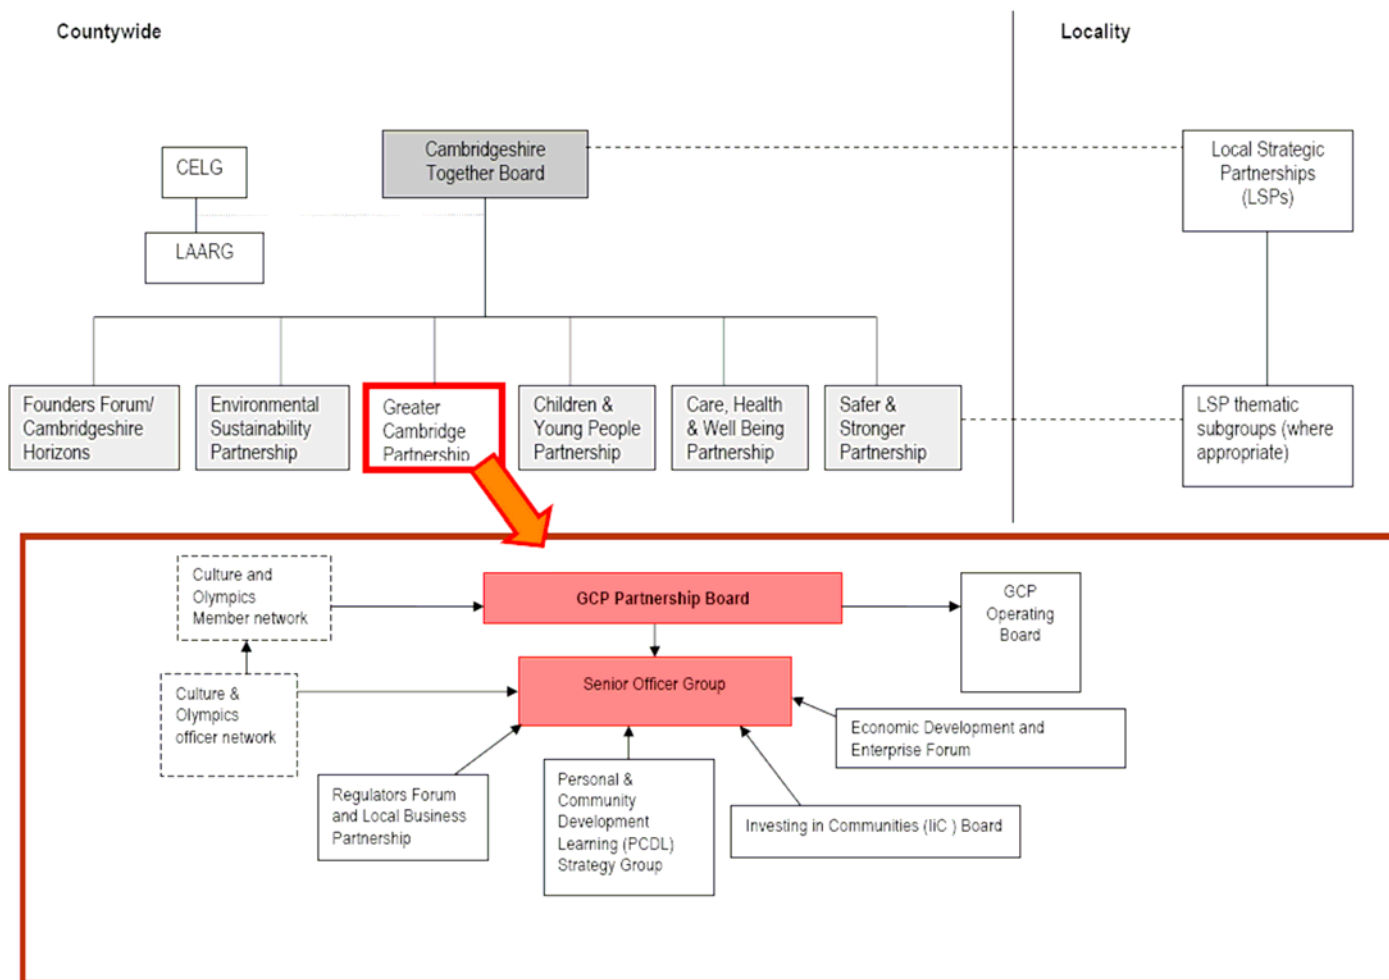 Countywide
Locality
CELG
Cambridgeshire
Together Board
Local Strategic
Partnerships
(LSPs)
LAARG
Founders Forum/
Cambridgeshire
Horizons
Environmental
Sustainability
Partnership
Greater
Cambridge
Partnership
Children &
Young People
Partnership
Care, Health
& Well Being
Partnership
Safer &
Stronger
Partnership
LSP thematic
subgroups (where
appropriate)
Culture and
Olympics
Member network
GCP Partnership Board
GCP
Operating
Board
Culture &
Olympics
officer network
Senior Officer Group
Economic Development and
Enterprise Forum
Regulators Forum
and Local Business
Partnership
Personal &
Community
Development
Learning (PCDL)
Strategy Group
Investing in Communities (IiC ) Board